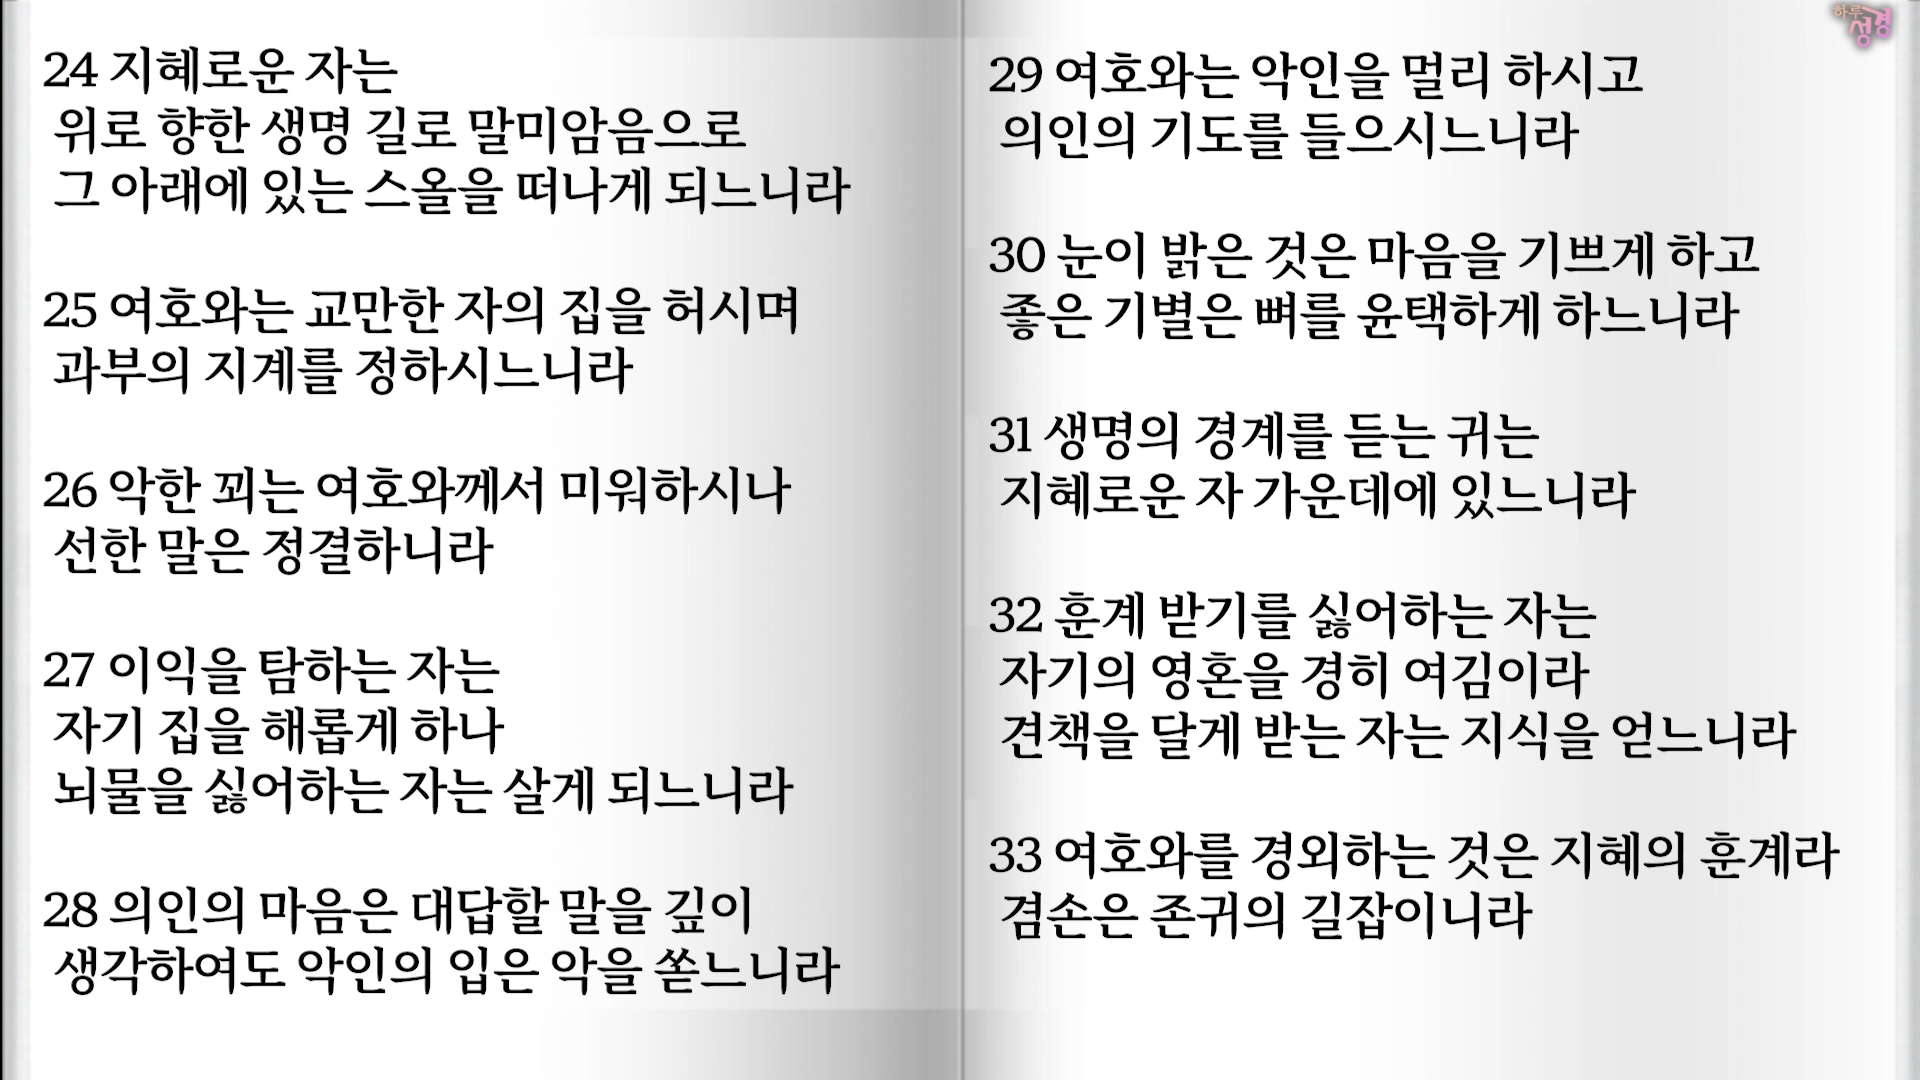 24 지혜로운 자는
위로 향한 생명 길로 말미암음으로
그 아래에 있는 스올을 떠나게 되느니라
25 여호와는 교만한 자의 집을 허시며
과부의 지계를 정하시느니라
26 악한 꾀는 여호와께서 미워하시나
선한 말은 정결하니라
27 이익을 탐하는 자는
자기 집을 해롭게 하나
뇌물을 싫어하는 자는 살게 되느니라
28 의인의 마음은 대답할 말을 깊이
생각하여도 악인의 입은 악을 쏟느니라
하루
성경
29 여호와는 악인을 멀리 하시고
의인의 기도를 들으시느니라
30 눈이 밝은 것은 마음을 기쁘게 하고
좋은 기별은 뼈를 윤택하게 하느니라
31 생명의 경계를 듣는 귀는
지혜로운 자 가운데에 있느니라
32 훈계 받기를 싫어하는 자는
자기의 영혼을 경히 여김이라
견책을 달게 받는 자는 지식을 얻느니라
33 여호와를 경외하는 것은 지혜의 훈계라
겸손은 존귀의 길잡이니라